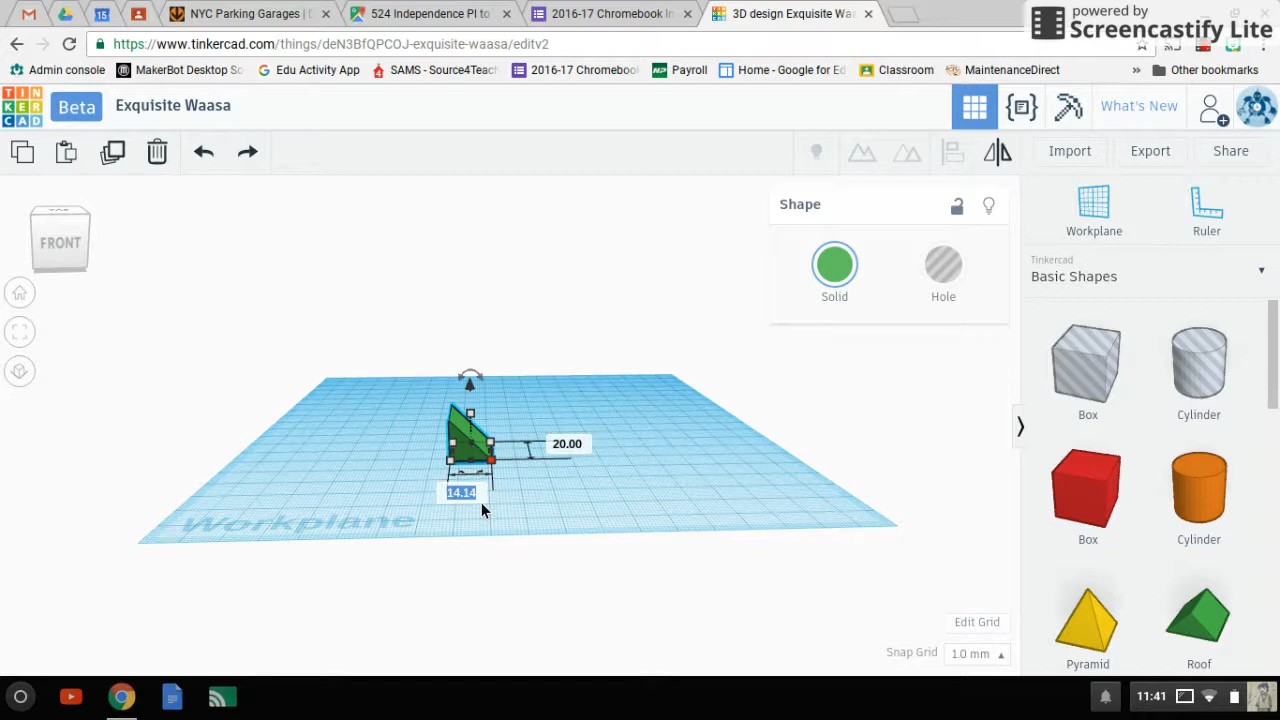 NYC Parking Garages | S
524 Independence Pl to
2016-17 Chromebook In
3D design Exquisite Waa
powered by
Screencastify Lite
https://www.tinkercad.com/things/deN3BfQPCOJ-exquisite-waasa/editv2
Admin console
MakerBot Desktop So
Edu Activity App
SAMS - Source4Teach
2016-17 Chromebook
Payroll
Home - Google for Ed
Classroom
MaintenanceDirect
» Other bookmarks
TIN
KER
CAD
Beta
Exquisite Waasa
What's New
Import
Export
Share
FRONT
Shape
Solid
Hole
Workplane
Ruler
Tinkercad
Basic Shapes
Box
Cylinder
Box
Cylinder
Pyramid
Roof
20.00
14.14
Workplane
Edit Grid
Snap Grid
1.0 mm
11:41
15